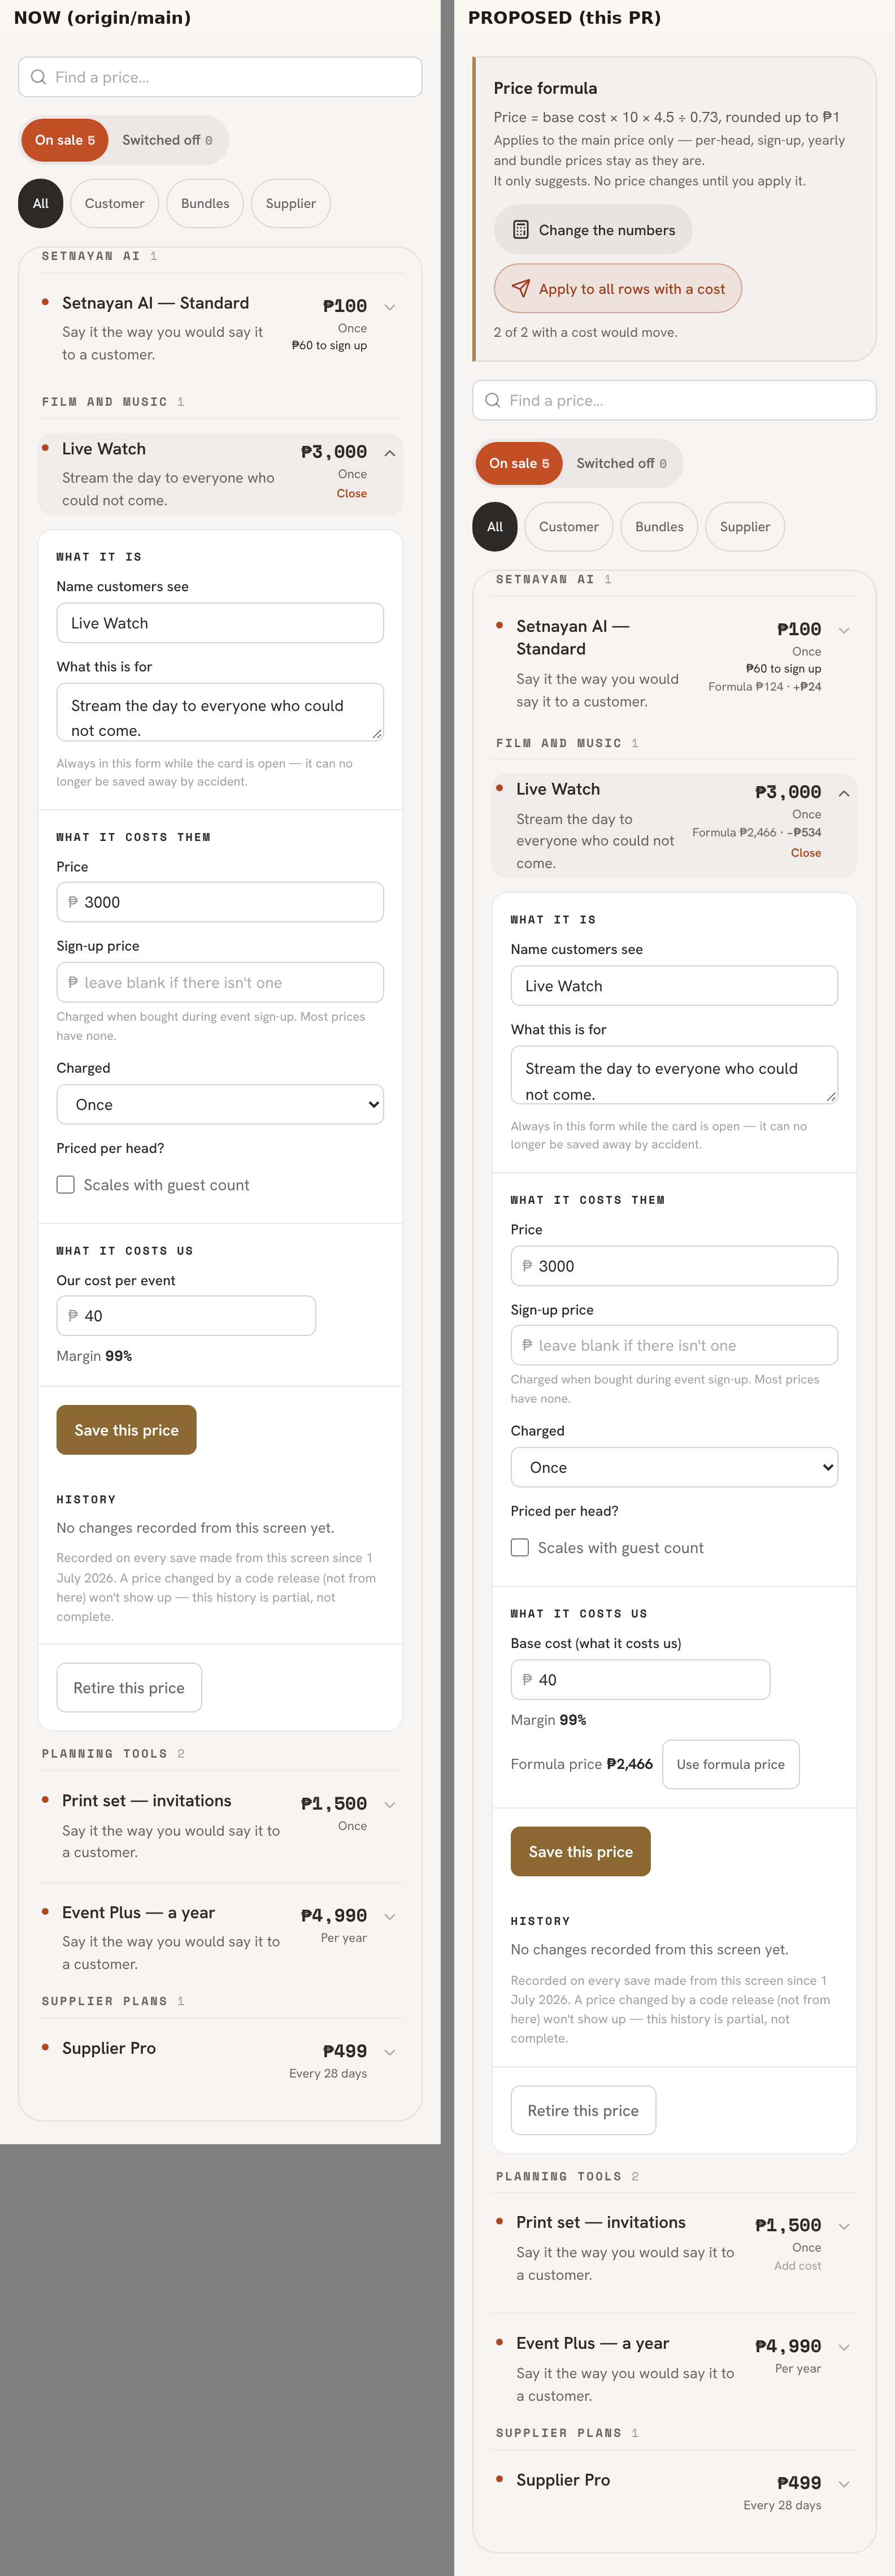 NOW (origin/main)
Find a price...
On sale 5
Switched off 0
All
Customer
Bundles
Supplier
SETNAYAN AI 1
Setnayan AI — Standard
₱100
Say it the way you would say it
to a customer.
Once
₱60 to sign up
FILM AND MUSIC 1
Live Watch
₱3,000
Stream the day to everyone who
could not come.
Once
Close
WHAT IT IS
Name customers see
Live Watch
What this is for
Stream the day to everyone who could
not come.
Always in this form while the card is open — it can no
longer be saved away by accident.
WHAT IT COSTS THEM
Price
₱ 3000
Sign-up price
₱ leave blank if there isn't one
Charged when bought during event sign-up. Most prices
have none.
Charged
Once
Priced per head?
Scales with guest count
WHAT IT COSTS US
Our cost per event
₱ 40
Margin 99%
Save this price
HISTORY
No changes recorded from this screen yet.
Recorded on every save made from this screen since 1
July 2026. A price changed by a code release (not from
here) won't show up — this history is partial, not
complete.
Retire this price
PLANNING TOOLS 2
Print set — invitations
₱1,500
Say it the way you would say it to
a customer.
Once
Event Plus — a year
₱4,990
Say it the way you would say it to
a customer.
Per year
SUPPLIER PLANS 1
Supplier Pro
₱499
Every 28 days
PROPOSED (this PR)
Price formula
Price = base cost × 10 × 4.5 ÷ 0.73, rounded up to ₱1
Applies to the main price only — per-head, sign-up, yearly
and bundle prices stay as they are.
It only suggests. No price changes until you apply it.
Change the numbers
Apply to all rows with a cost
2 of 2 with a cost would move.
Find a price...
On sale 5
Switched off 0
All
Customer
Bundles
Supplier
SETNAYAN AI 1
Setnayan AI —
Standard
₱100
Say it the way you would
say it to a customer.
Once
₱60 to sign up
Formula ₱124 · +₱24
FILM AND MUSIC 1
Live Watch
₱3,000
Stream the day to
everyone who could not
come.
Once
Formula ₱2,466 · −₱534
Close
WHAT IT IS
Name customers see
Live Watch
What this is for
Stream the day to everyone who could
not come.
Always in this form while the card is open — it can no
longer be saved away by accident.
WHAT IT COSTS THEM
Price
₱ 3000
Sign-up price
₱ leave blank if there isn't one
Charged when bought during event sign-up. Most prices
have none.
Charged
Once
Priced per head?
Scales with guest count
WHAT IT COSTS US
Base cost (what it costs us)
₱ 40
Margin 99%
Formula price ₱2,466
Use formula price
Save this price
HISTORY
No changes recorded from this screen yet.
Recorded on every save made from this screen since 1
July 2026. A price changed by a code release (not from
here) won't show up — this history is partial, not
complete.
Retire this price
PLANNING TOOLS 2
Print set — invitations
₱1,500
Say it the way you would say it to
a customer.
Once
Add cost
Event Plus — a year
₱4,990
Say it the way you would say it to
a customer.
Per year
SUPPLIER PLANS 1
Supplier Pro
₱499
Every 28 days